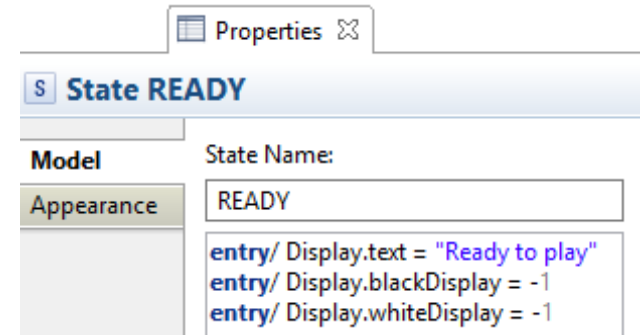 Properties
S State READY
Model
State Name:
Appearance
READY
entry/ Display.text = "Ready to play"
entry/ Display.blackDisplay = -1
entry/ Display.whiteDisplay = -1